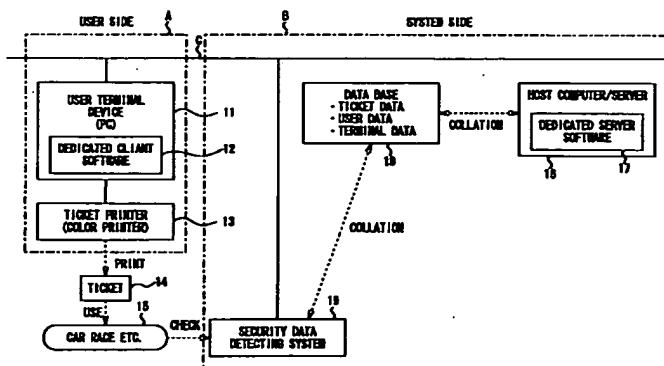 USER SIDE
A
B
SYSTEM SIDE
C
USER TERMINAL
DEVICE
(PC)
11
DEDICATED CLIENT
SOFTWARE
12
TICKET PRINTER
(COLOR PRINTER)
13
PRINT
TICKET
14
USE
15
CAR RACE ETC.
CHECK
DATA BASE
· TICKET DATA
· USER DATA
· TERMINAL DATA
18
COLLATION
HOST COMPUTER/SERVER
DEDICATED SERVER
SOFTWARE
16
17
COLLATION
19
SECURITY DATA
DETECTING SYSTEM